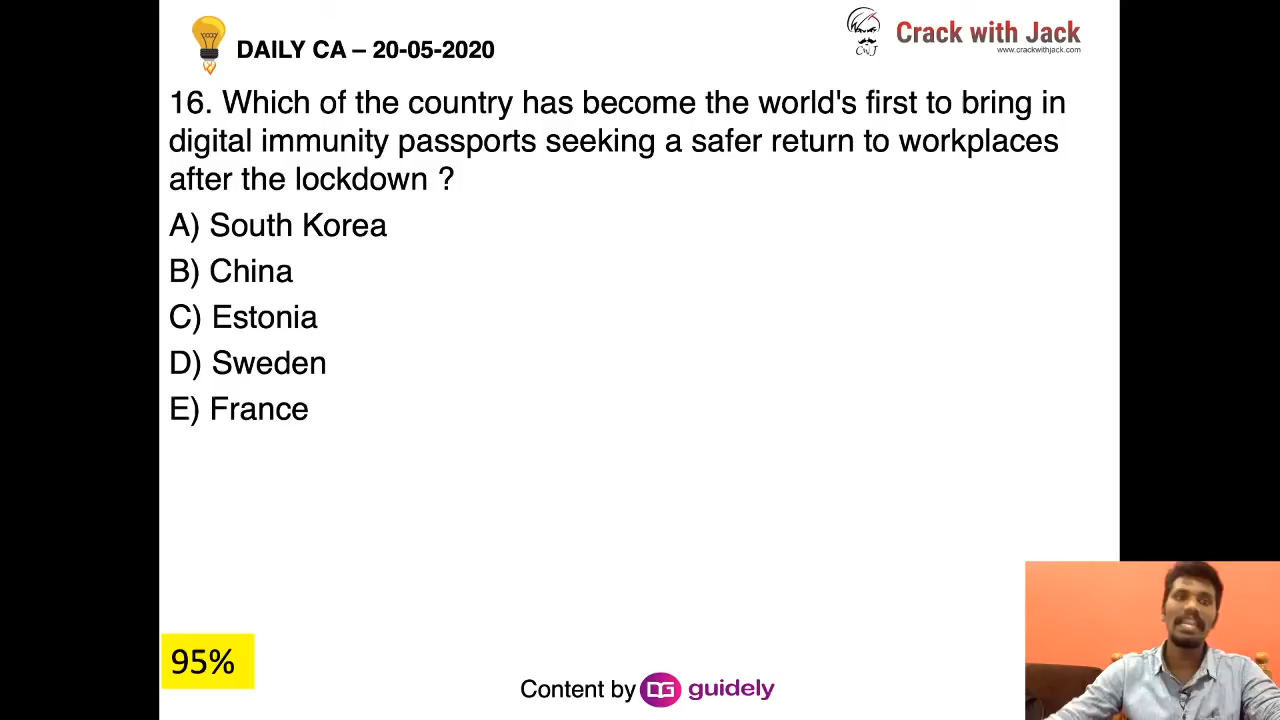 DAILY CA – 20-05-2020
Crack with Jack
www.crackwithjack.com
CWJ
16. Which of the country has become the world's first to bring in
digital immunity passports seeking a safer return to workplaces
after the lockdown ?
A) South Korea
B) China
C) Estonia
D) Sweden
E) France
95%
Content by DG guidely